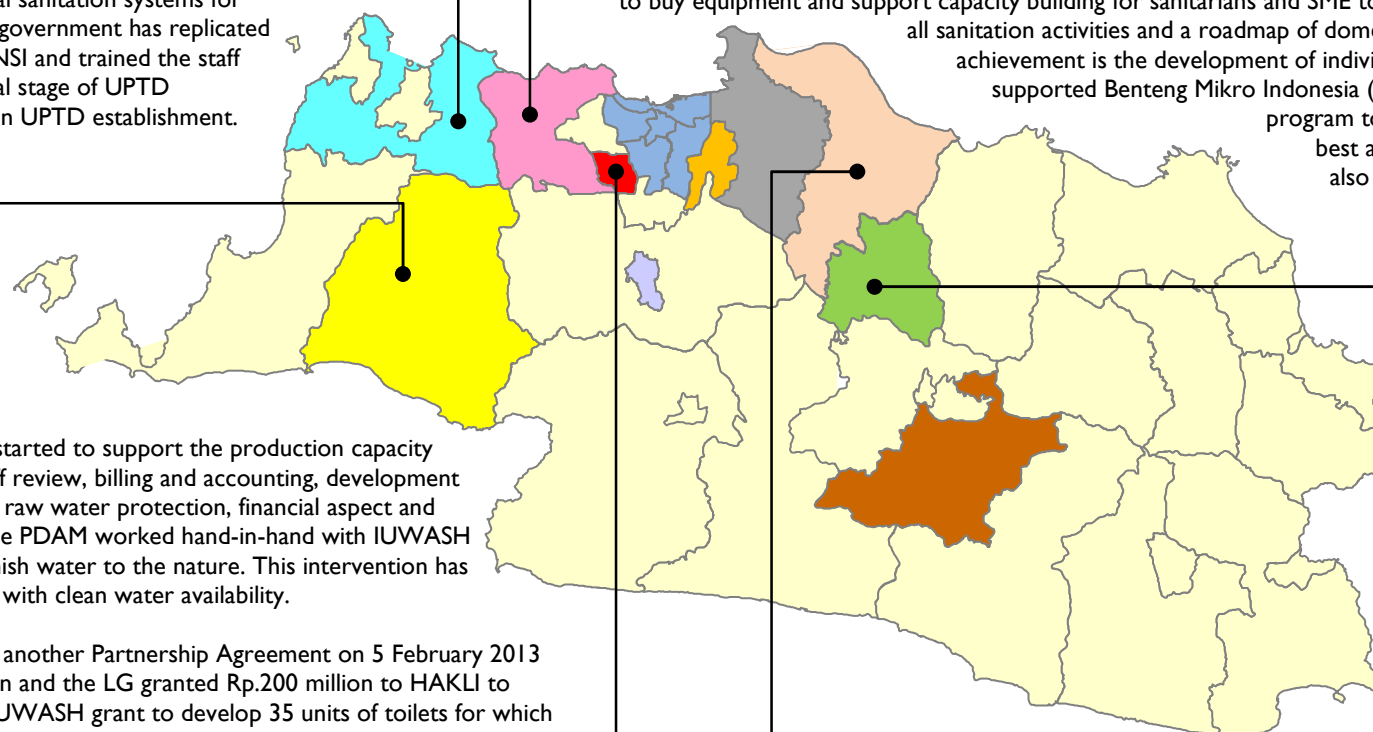 al sanitation systems for
government has replicated
NSI and trained the staff
al stage of UPTD
n UPTD establishment.
to buy equipment and support capacity building for sanitarians and SME to
all sanitation activities and a roadmap of dome
achievement is the development of indivi
supported Benteng Mikro Indonesia (
program to
best a
also
started to support the production capacity
f review, billing and accounting, development
raw water protection, financial aspect and
e PDAM worked hand-in-hand with IUWASH
ish water to the nature. This intervention has
with clean water availability.
another Partnership Agreement on 5 February 2013
n and the LG granted Rp.200 million to HAKLI to
UWASH grant to develop 35 units of toilets for which